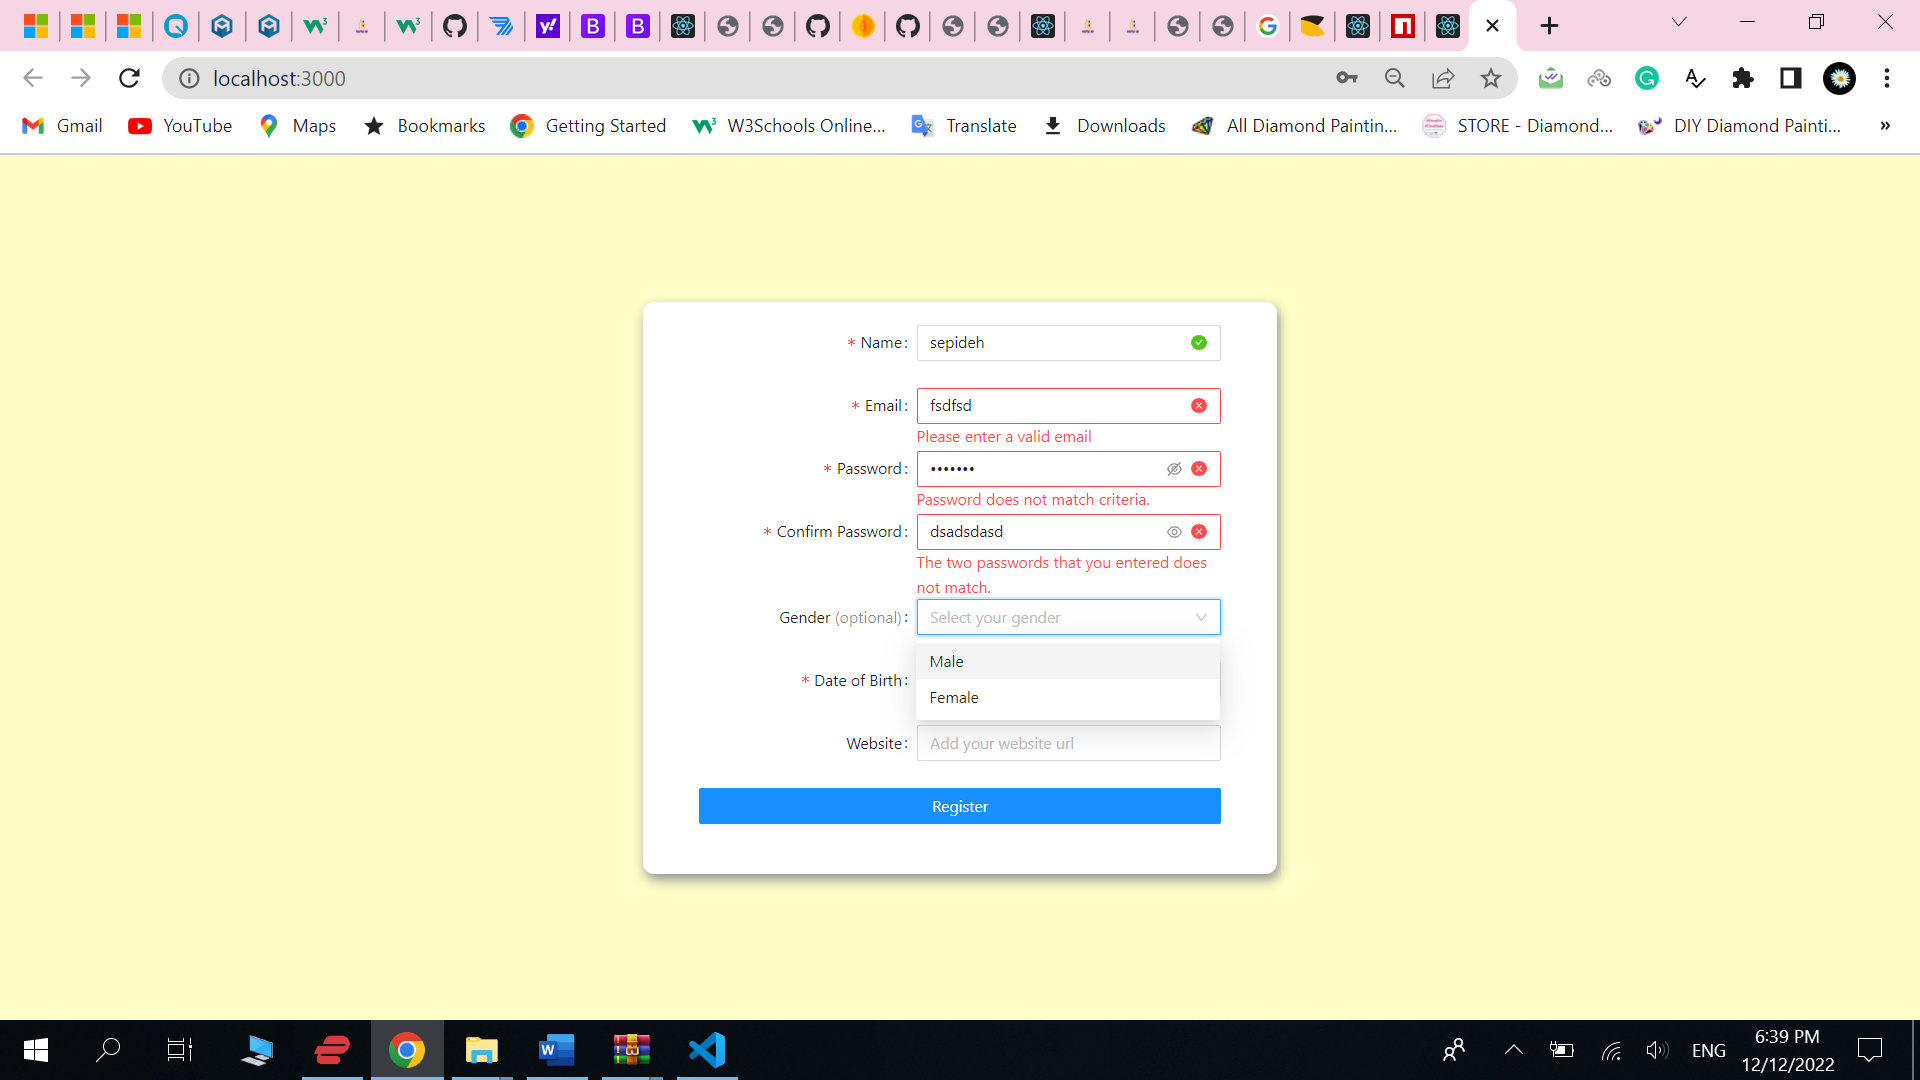 localhost:3000
Gmail YouTube Maps Bookmarks Getting Started W3Schools Online... Translate Downloads All Diamond Paintin... STORE - Diamond... DIY Diamond Painti... »
* Name: sepideh
* Email: fsdfsd
Please enter a valid email
* Password: •••••••
Password does not match criteria.
* Confirm Password: dsadsdasd
The two passwords that you entered does
not match.
Gender (optional): Select your gender
Male
* Date of Birth:
Female
Website: Add your website url
Register
ENG 6:39 PM
12/12/2022